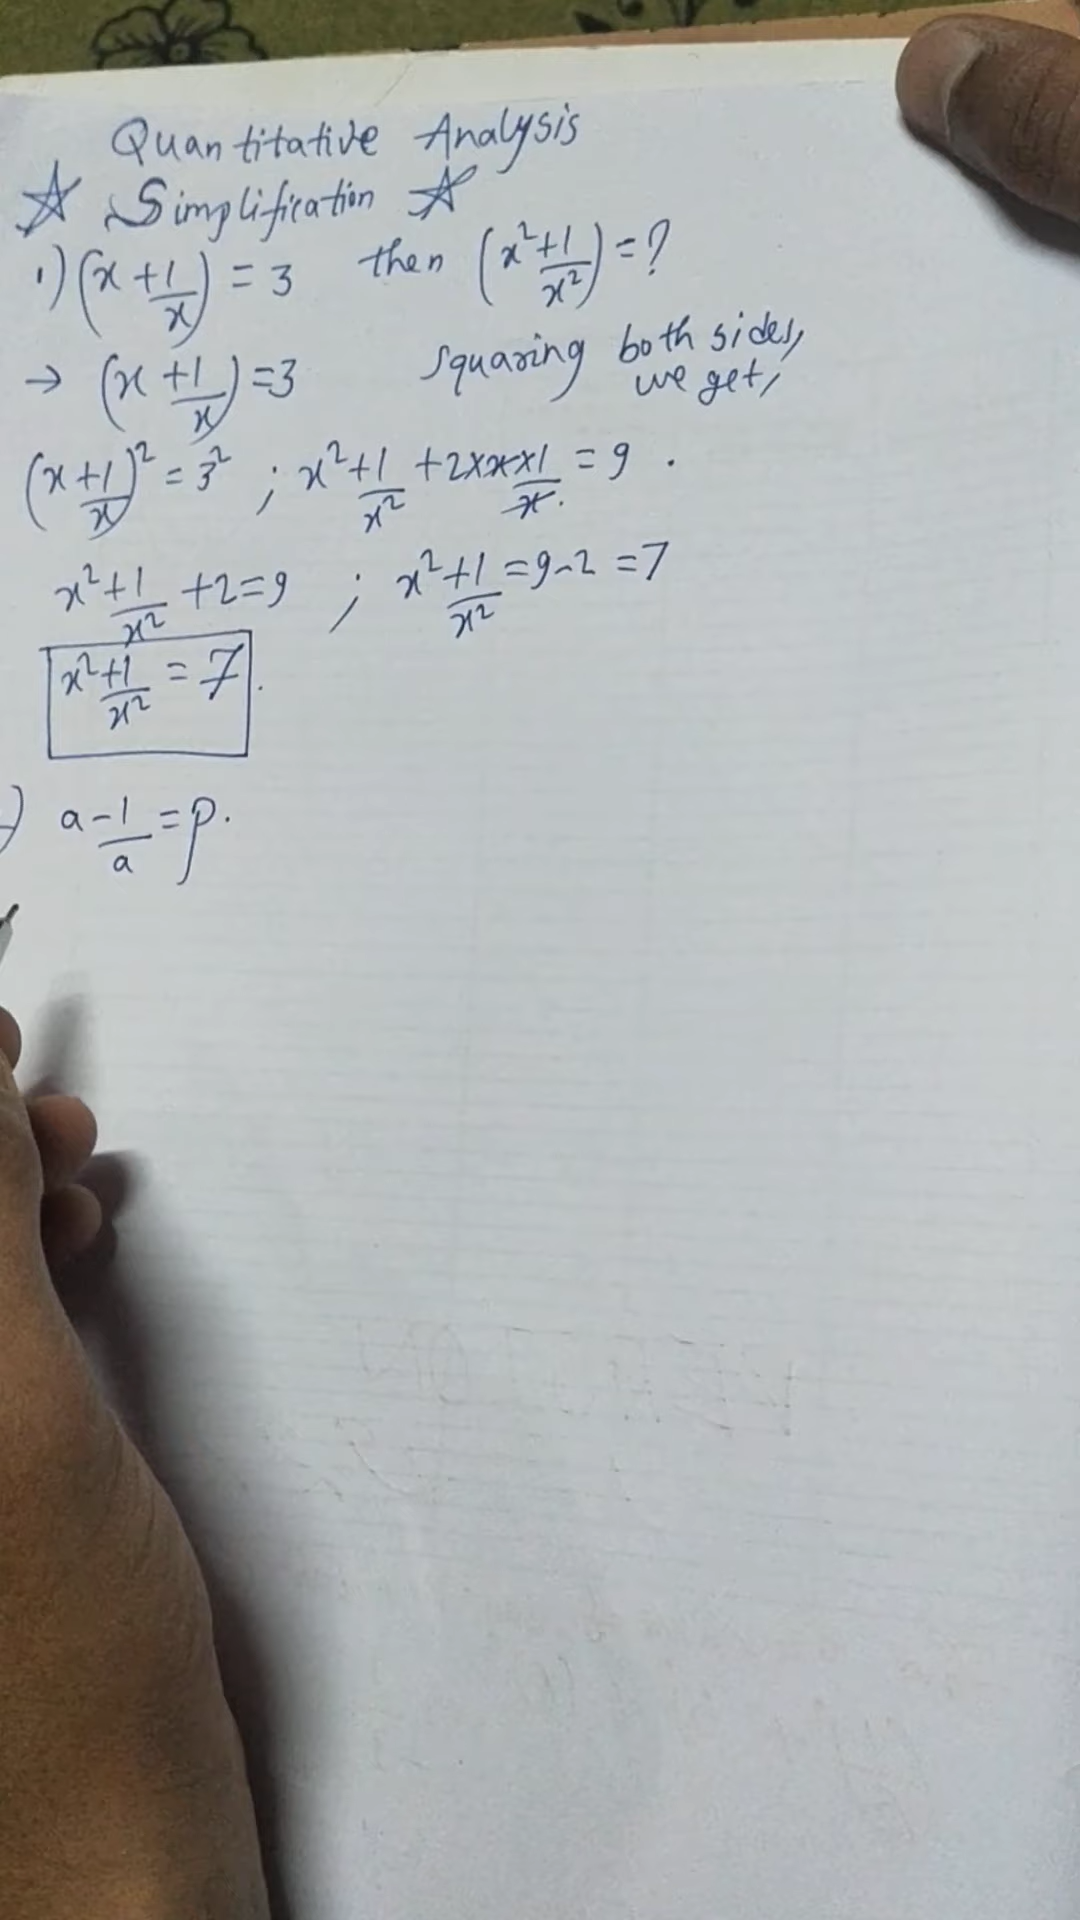 Quantitative Analysis
☆ Simplification ☆
1) (x + 1/x) = 3 then (x² + 1/x²) = ?
→ (x + 1/x) = 3 squaring both sides,
we get,
(x + 1/x)² = 3² ; x² + 1/x² + 2 × x × 1/x = 9 .
x² + 1/x² + 2 = 9 ; x² + 1/x² = 9 - 2 = 7
x² + 1/x² = 7 .
) a - 1/a = p.